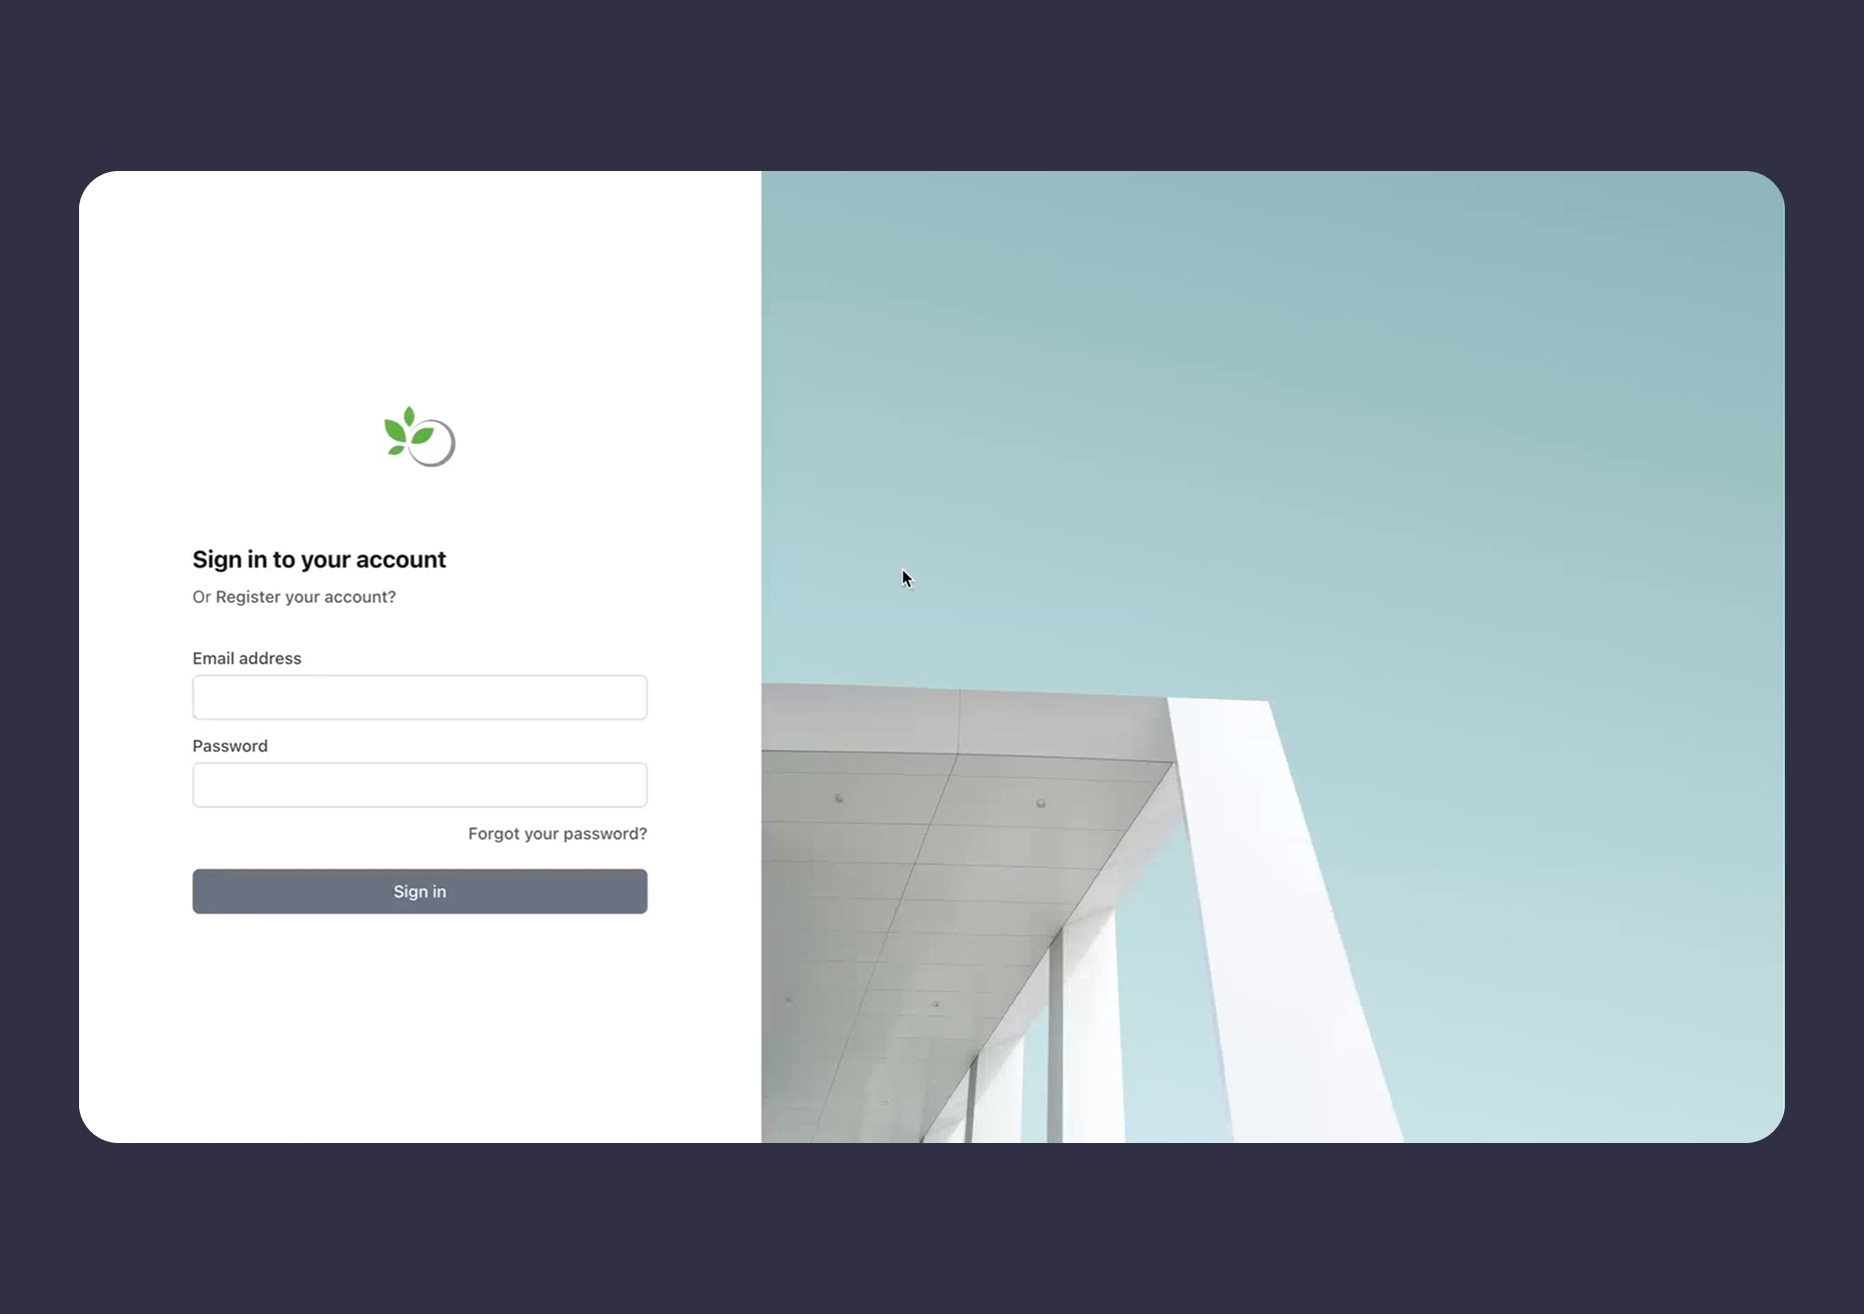 Sign in to your account
Or Register your account?
Email address
Password
Forgot your password?
Sign in